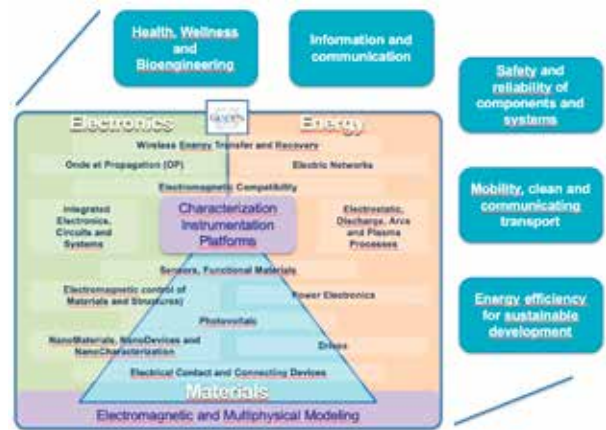 Health, Wellness
and
Bioengineering
Information and
communication
Safety and
reliability of
components and
systems
Mobility, clean and
communicating
transport
Energy efficiency
for sustainable
development
Electronics
Energy
Wireless Energy Transfer and Recovery
Onde et Propagation (OP)
Electric Networks
Electromagnetic Compatibility
Integrated
Electronics,
Circuits and
Systems
Characterization
Instrumentation
Platforms
Electrostatic,
Discharge, Arcs
and Plasma
Processes
Sensors, Functional Materials
Electromagnetic control of
Materials and Structures)
Power Electronics
Photovoltaic
NanoMaterials, NanoDevices and
NanoCharacterization
Drives
Electrical Contact and Connecting Devices
Materials
Electromagnetic and Multiphysical Modeling